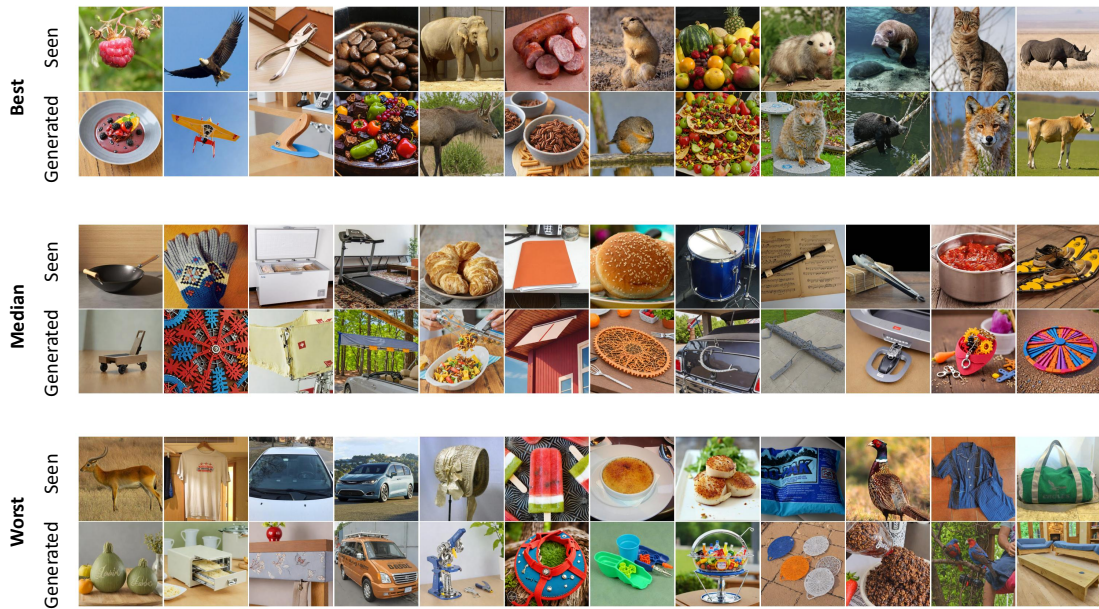 Best
Seen
Generated
Median
Seen
Generated
Worst
Seen
Generated